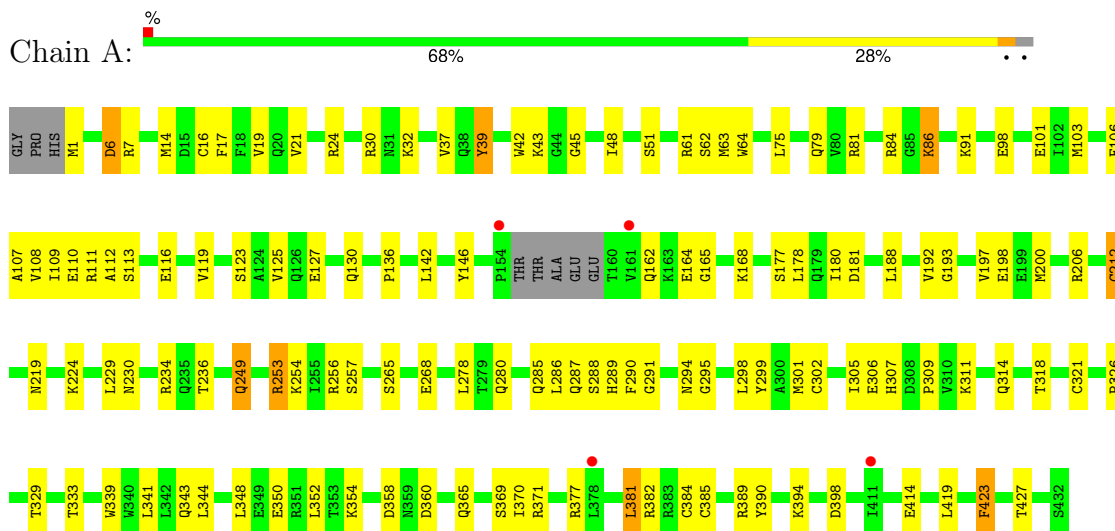 %
Chain A:
68% 28% • •
GLY PRO HIS M1 D6 R7 M14 D15 C16 F17 F18 V19 Q20 V21 R24 R30 N31 K32 V37 Q38 Y39 W42 K43 G44 G45 I48 S51 R61 S62 M63 W64 L75 Q79 V80 R81 R84 G85 K86 K91 E98 E101 I102 M103
A107 V108 I109 E110 R111 A112 S113 E116 V119 S123 A124 V125 Q126 E127 Q130 P136 L142 Y146 P154 THR THR ALA GLU GLU T160 V161 Q162 K163 E164 G165 K168 S177 L178 Q179 I180 D181 L188 V192 G193 V197 E198 E199 M200 R206
N219 K224 L229 N230 R234 Q235 T236 Q249 R253 K254 I255 R256 S257 S265 E268 L278 T279 Q280 Q285 L286 Q287 S288 H289 F290 G291 N294 G295 L298 Y299 A300 M301 C302 I305 E306 H307 D308 P309 V310 K311 Q314 T318 C321
T329 T333 W339 W340 L341 L342 Q343 L344 L348 E349 E350 R351 L352 T353 K354 D358 N359 D360 Q365 S369 I370 R371 R377 L378 L381 R382 R383 C384 C385 R389 Y390 K394 D398 I411 E414 L419 F423 T427 S432